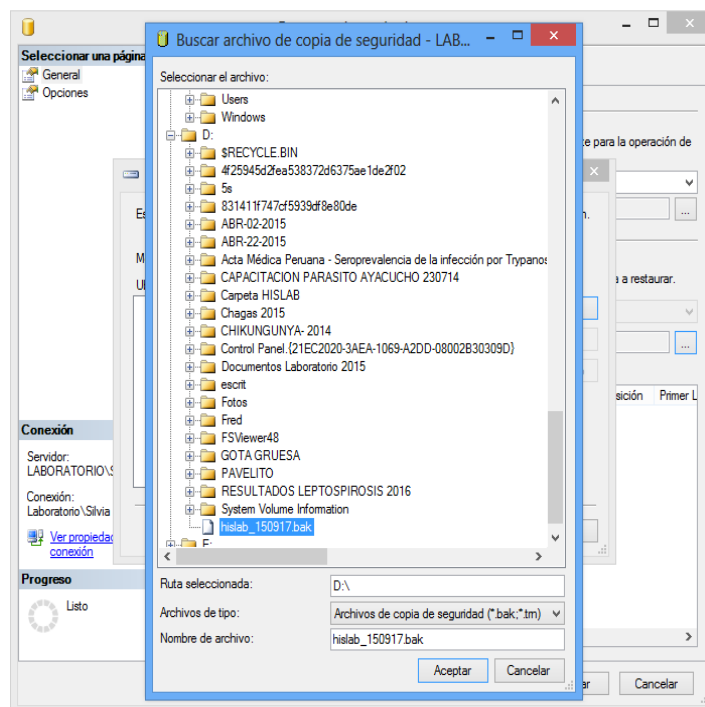 Buscar archivo de copia de seguridad - LAB...
Seleccionar una página
General
Opciones
Seleccionar el archivo:
Users
Windows
D:
$RECYCLE.BIN
4f25945d2fea538372d6375ae1de2f02
5s
831411f747cf5939df8e80de
ABR-02-2015
ABR-22-2015
Acta Médica Peruana - Seroprevalencia de la infección por Trypanos
CAPACITACION PARASITO AYACUCHO 230714
Carpeta HISLAB
Chagas 2015
CHIKUNGUNYA- 2014
Control Panel.{21EC2020-3AEA-1069-A2DD-08002B30309D}
Documentos Laboratorio 2015
escrit
Fotos
Fred
FSViewer48
GOTA GRUESA
PAVELITO
RESULTADOS LEPTOSPIROSIS 2016
System Volume Information
hislab_150917.bak
Ruta seleccionada:
D:\
Archivos de tipo:
Archivos de copia de seguridad (*.bak;*.trn)
Nombre de archivo:
hislab_150917.bak
Aceptar
Cancelar
para la operación de
...
a restaurar.
...
sición
Primer L
Conexión
Servidor:
LABORATORIO\S
Conexión:
Laboratorio\Silvia
Ver propiedad
conexión
Progreso
Listo
ar
Cancelar